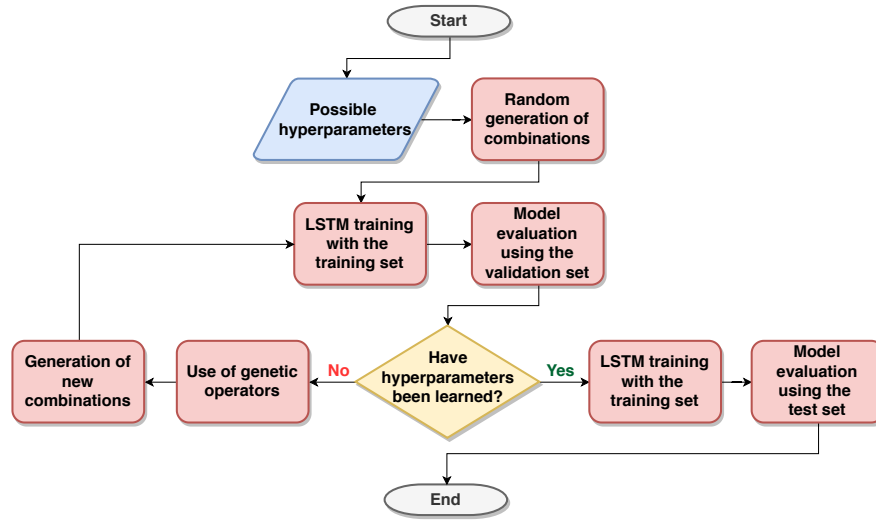 Start
Possible
hyperparameters
Random
generation of
combinations
LSTM training
with the
training set
Model
evaluation
using the
validation set
Generation of
new
combinations
Use of genetic
operators
No
Have
hyperparameters
been learned?
Yes
LSTM training
with the
training set
Model
evaluation
using the
test set
End